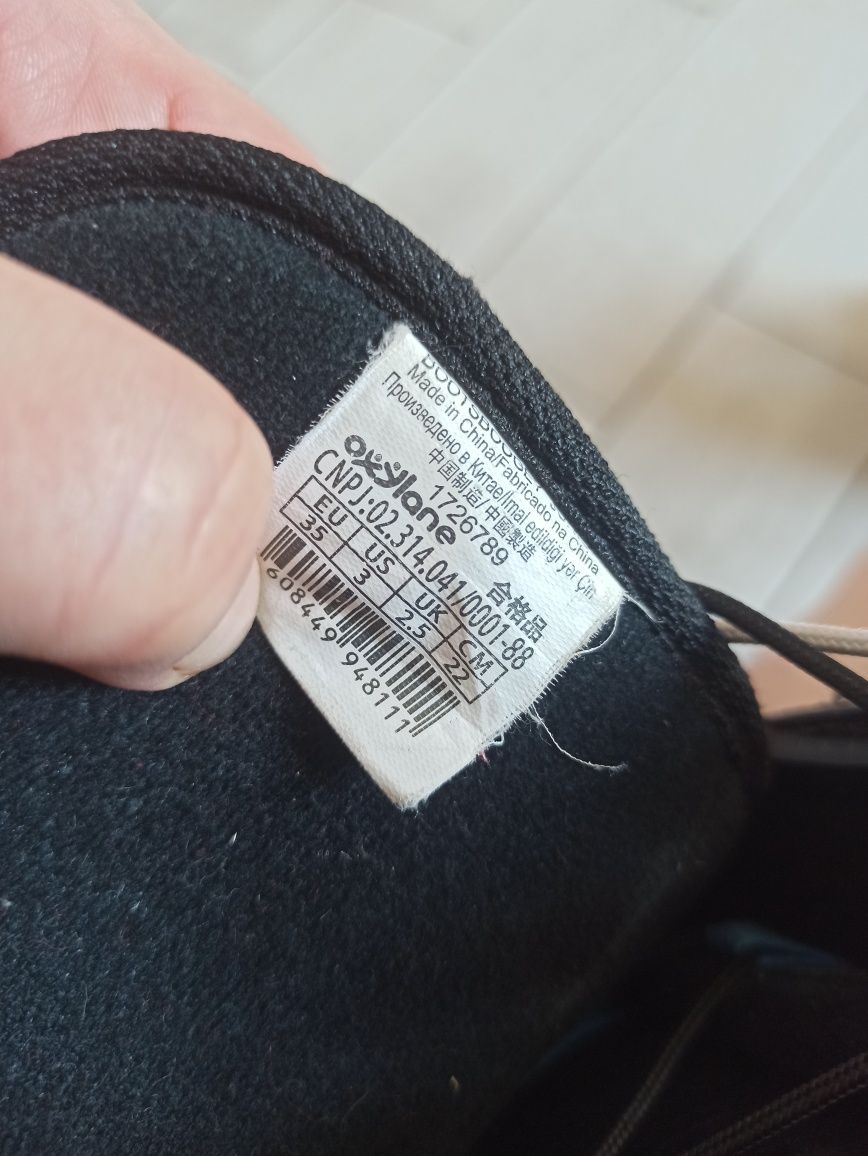 Made in China/Fabricado na China
Произведено в Китае/Imal edildiği yer Çin
中国制造/中國製造
1726789 合格品
oxylane
CNPJ:02.314.041/0001-88
EU US UK CM
35 3 2.5 22
608449 948111